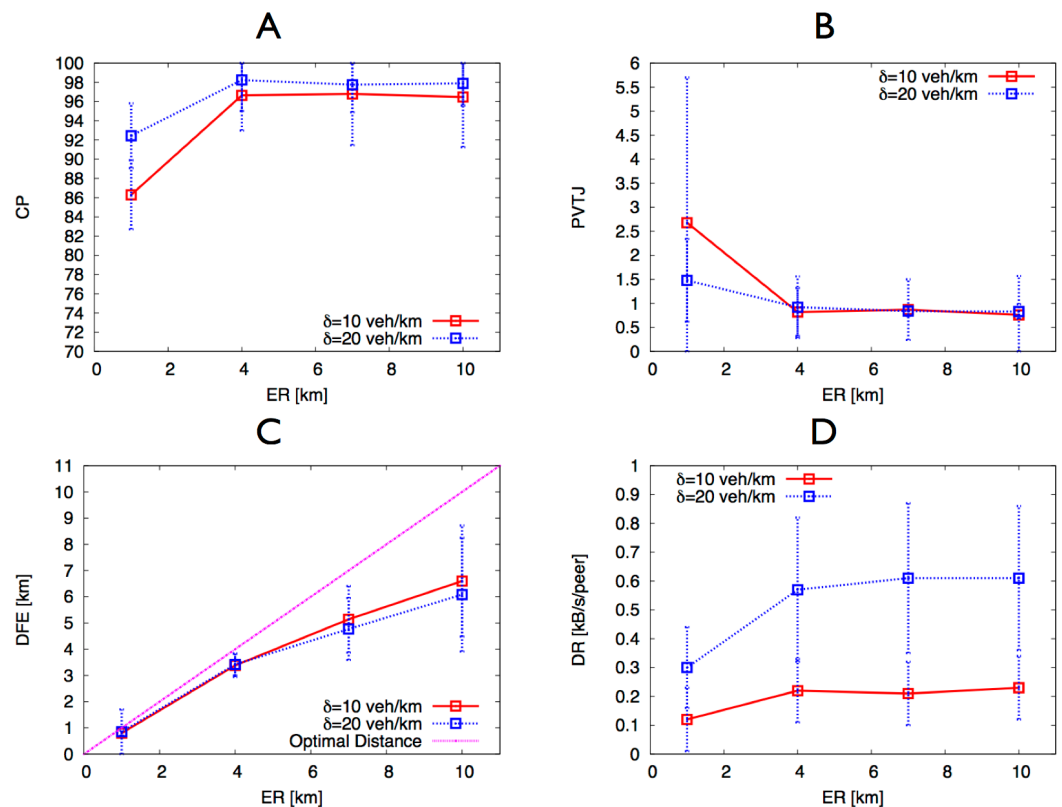 A
CP
100
98
96
94
92
90
88
86
84
82
80
78
76
74
72
70
δ=10 veh/km
δ=20 veh/km
0 2 4 6 8 10
ER [km]
B
PVTJ
6
5.5
5
4.5
4
3.5
3
2.5
2
1.5
1
0.5
0
δ=10 veh/km
δ=20 veh/km
0 2 4 6 8 10
ER [km]
C
DFE [km]
11
10
9
8
7
6
5
4
3
2
1
0
δ=10 veh/km
δ=20 veh/km
Optimal Distance
0 2 4 6 8 10
ER [km]
D
DR [kB/s/peer]
1
0.9
0.8
0.7
0.6
0.5
0.4
0.3
0.2
0.1
0
δ=10 veh/km
δ=20 veh/km
0 2 4 6 8 10
ER [km]